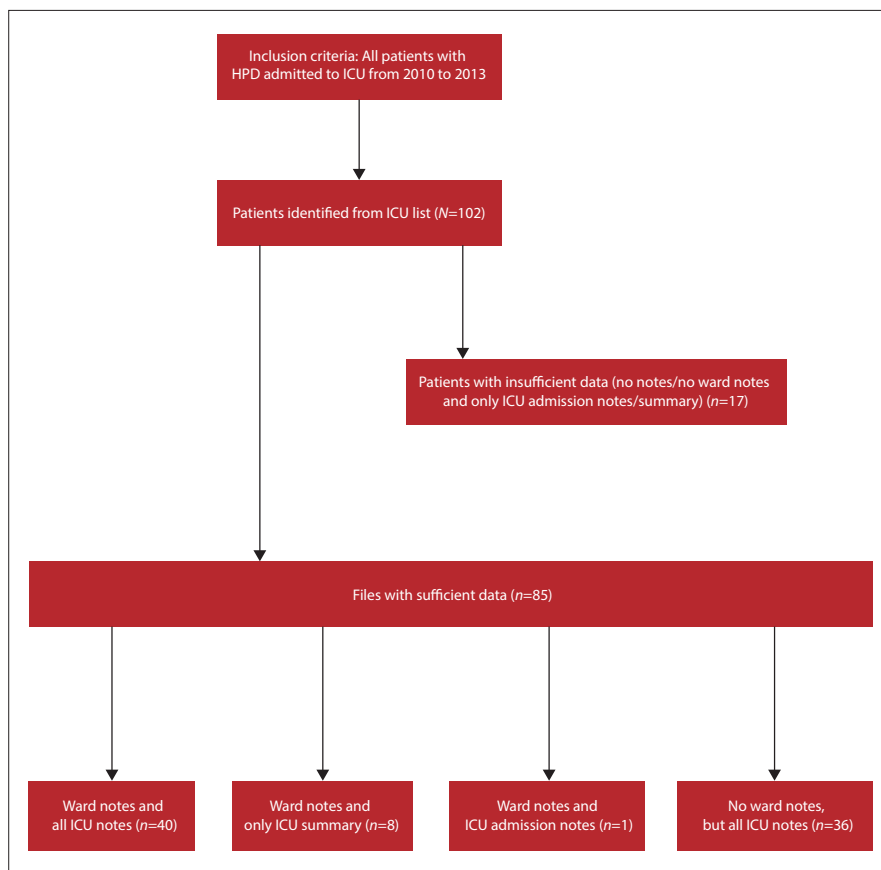 Inclusion criteria: All patients with
HPD admitted to ICU from 2010 to 2013
Patients identified from ICU list (N=102)
Patients with insufficient data (no notes/no ward notes
and only ICU admission notes/summary) (n=17)
Files with sufficient data (n=85)
Ward notes and
all ICU notes (n=40)
Ward notes and
only ICU summary (n=8)
Ward notes and
ICU admission notes (n=1)
No ward notes,
but all ICU notes (n=36)